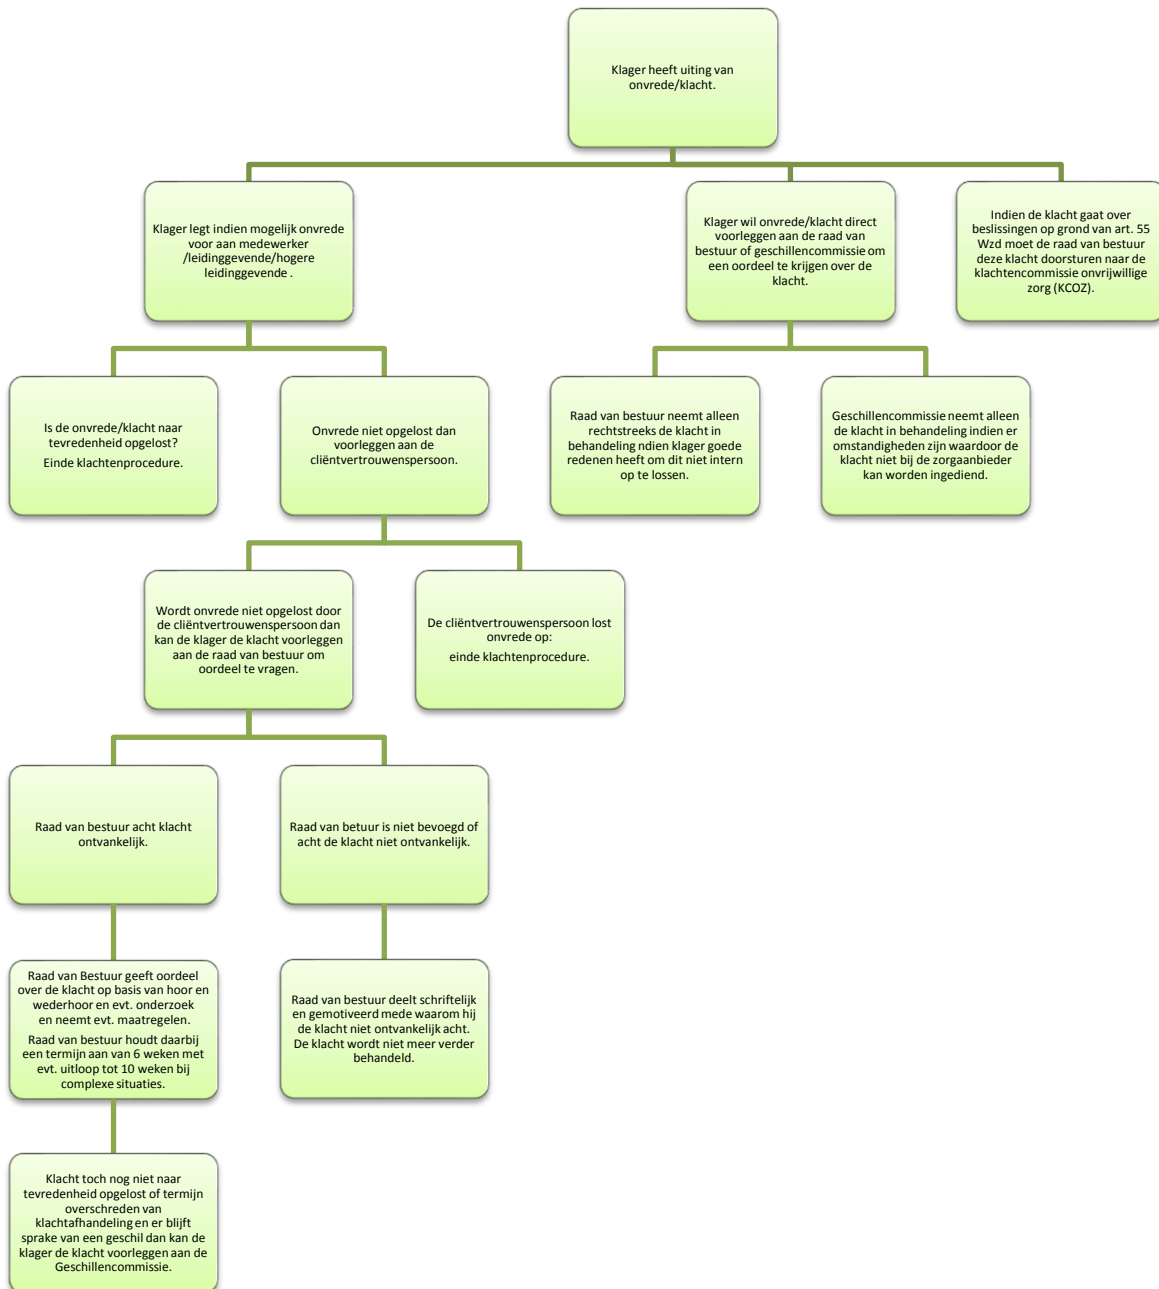 Klager heeft uiting van
onvrede/klacht.
Klager legt indien mogelijk onvrede
voor aan medewerker
/leidinggevende/hogere
leidinggevende .
Klager wil onvrede/klacht direct
voorleggen aan de raad van
bestuur of geschillencommissie om
een oordeel te krijgen over de
klacht.
Indien de klacht gaat over
beslissingen op grond van art. 55
Wzd moet de raad van bestuur
deze klacht doorsturen naar de
klachtencommissie onvrijwillige
zorg (KCOZ).
Is de onvrede/klacht naar
tevredenheid opgelost?
Einde klachtenprocedure.
Onvrede niet opgelost dan
voorleggen aan de
cliëntvertrouwenspersoon.
Raad van bestuur neemt alleen
rechtstreeks de klacht in
behandeling ndien klager goede
redenen heeft om dit niet intern
op te lossen.
Geschillencommissie neemt alleen
de klacht in behandeling indien er
omstandigheden zijn waardoor de
klacht niet bij de zorgaanbieder
kan worden ingediend.
Wordt onvrede niet opgelost door
de cliëntvertrouwenspersoon dan
kan de klager de klacht voorleggen
aan de raad van bestuur om
oordeel te vragen.
De cliëntvertrouwenspersoon lost
onvrede op:
einde klachtenprocedure.
Raad van bestuur acht klacht
ontvankelijk.
Raad van betuur is niet bevoegd of
acht de klacht niet ontvankelijk.
Raad van Bestuur geeft oordeel
over de klacht op basis van hoor en
wederhoor en evt. onderzoek
en neemt evt. maatregelen.
Raad van bestuur houdt daarbij
een termijn aan van 6 weken met
evt. uitloop tot 10 weken bij
complexe situaties.
Raad van bestuur deelt schriftelijk
en gemotiveerd mede waarom hij
de klacht niet ontvankelijk acht.
De klacht wordt niet meer verder
behandeld.
Klacht toch nog niet naar
tevredenheid opgelost of termijn
overschreden van
klachtafhandeling en er blijft
sprake van een geschil dan kan de
klager de klacht voorleggen aan de
Geschillencommissie.